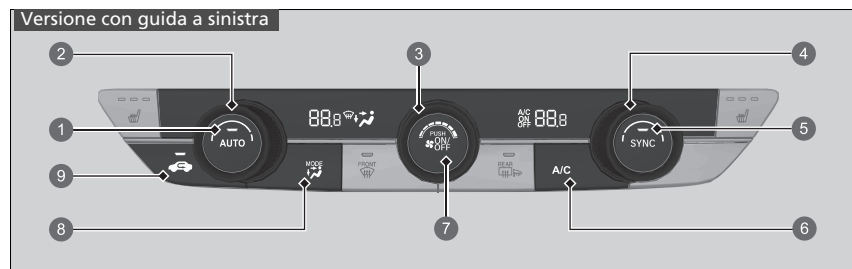 Versione con guida a sinistra
2
3
4
1
5
AUTO
88.8
PUSH
ON/
OFF
A/C
ON
OFF
88.8
SYNC
9
MODE
FRONT
REAR
A/C
8
7
6